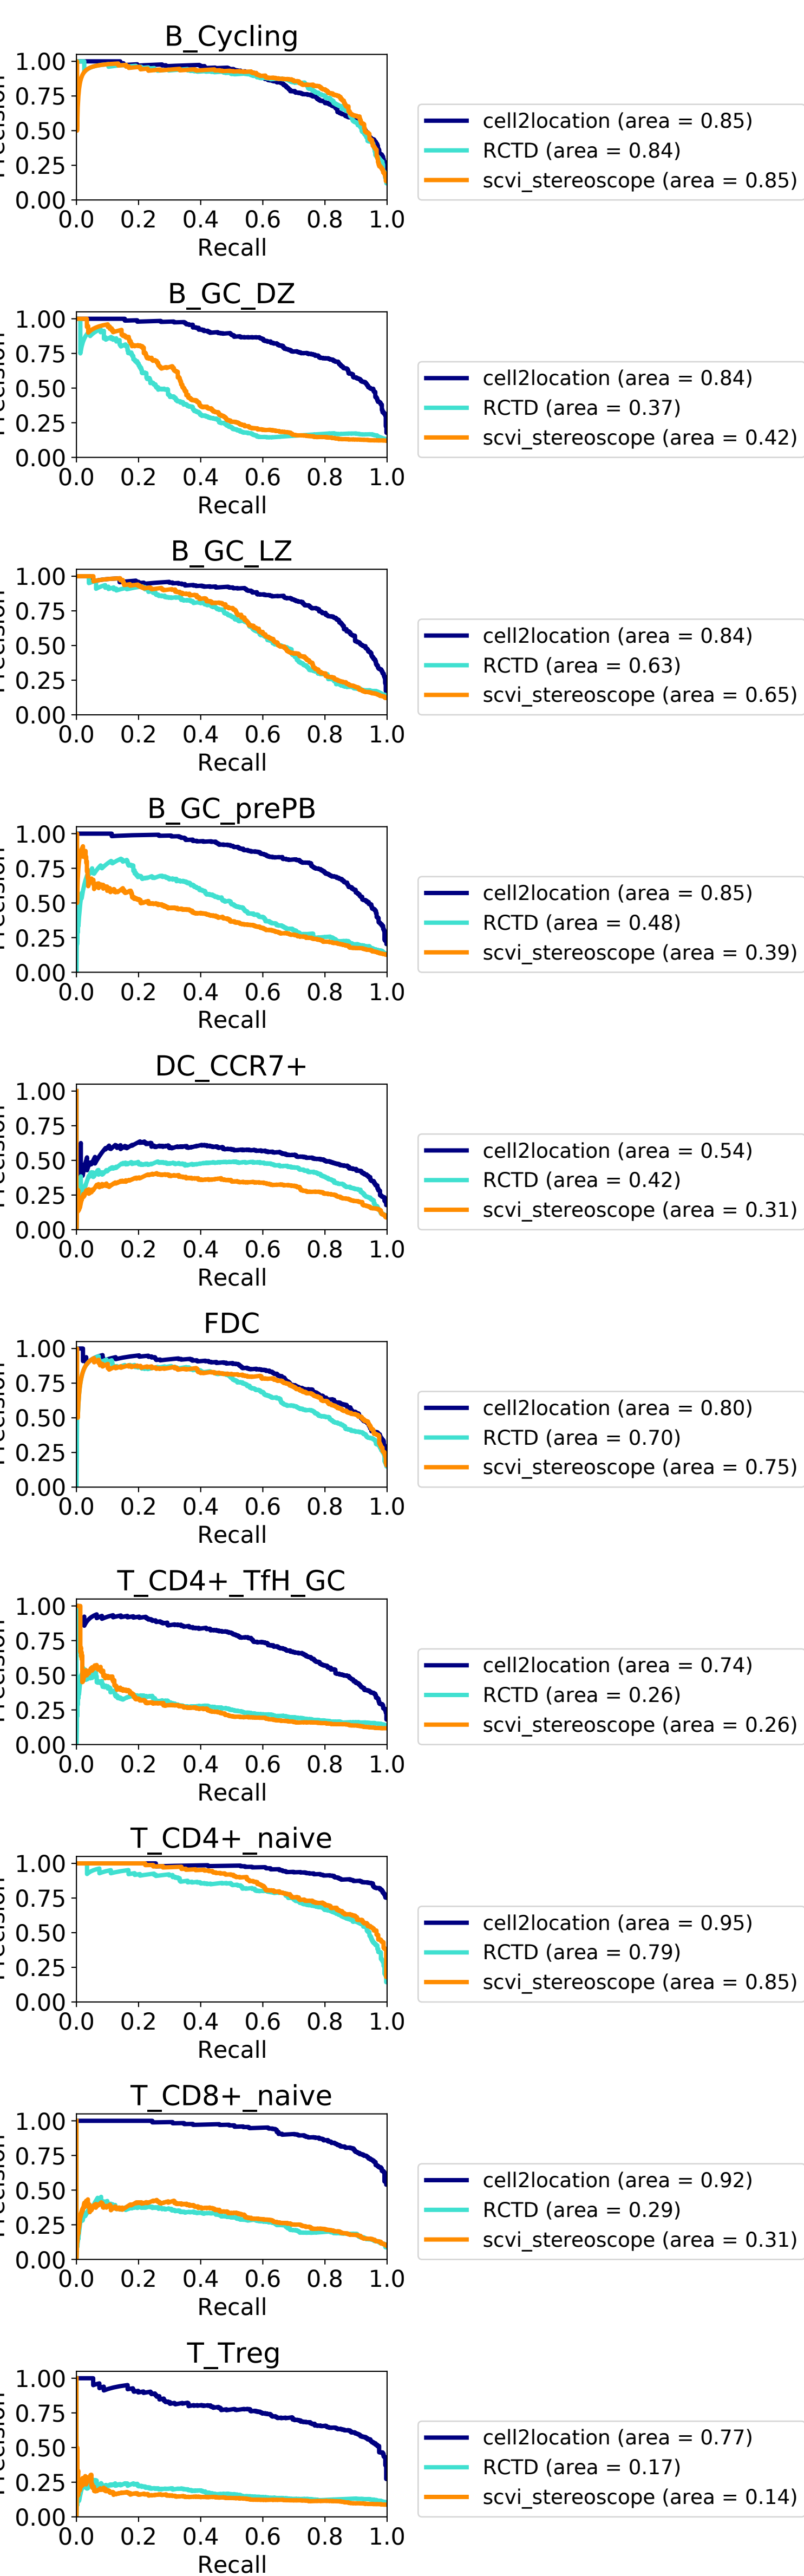 B_Cycling
1.00
0.75
0.50
0.25
0.00
0.0 0.2 0.4 0.6 0.8 1.0
Recall
cell2location (area = 0.85)
RCTD (area = 0.84)
scvi_stereoscope (area = 0.85)
B_GC_DZ
1.00
0.75
0.50
0.25
0.00
0.0 0.2 0.4 0.6 0.8 1.0
Recall
cell2location (area = 0.84)
RCTD (area = 0.37)
scvi_stereoscope (area = 0.42)
B_GC_LZ
1.00
0.75
0.50
0.25
0.00
0.0 0.2 0.4 0.6 0.8 1.0
Recall
cell2location (area = 0.84)
RCTD (area = 0.63)
scvi_stereoscope (area = 0.65)
B_GC_prePB
1.00
0.75
0.50
0.25
0.00
0.0 0.2 0.4 0.6 0.8 1.0
Recall
cell2location (area = 0.85)
RCTD (area = 0.48)
scvi_stereoscope (area = 0.39)
DC_CCR7+
1.00
0.75
0.50
0.25
0.00
0.0 0.2 0.4 0.6 0.8 1.0
Recall
cell2location (area = 0.54)
RCTD (area = 0.42)
scvi_stereoscope (area = 0.31)
FDC
1.00
0.75
0.50
0.25
0.00
0.0 0.2 0.4 0.6 0.8 1.0
Recall
cell2location (area = 0.80)
RCTD (area = 0.70)
scvi_stereoscope (area = 0.75)
T_CD4+_TfH_GC
1.00
0.75
0.50
0.25
0.00
0.0 0.2 0.4 0.6 0.8 1.0
Recall
cell2location (area = 0.74)
RCTD (area = 0.26)
scvi_stereoscope (area = 0.26)
T_CD4+_naive
1.00
0.75
0.50
0.25
0.00
0.0 0.2 0.4 0.6 0.8 1.0
Recall
cell2location (area = 0.95)
RCTD (area = 0.79)
scvi_stereoscope (area = 0.85)
T_CD8+_naive
1.00
0.75
0.50
0.25
0.00
0.0 0.2 0.4 0.6 0.8 1.0
Recall
cell2location (area = 0.92)
RCTD (area = 0.29)
scvi_stereoscope (area = 0.31)
T_Treg
1.00
0.75
0.50
0.25
0.00
0.0 0.2 0.4 0.6 0.8 1.0
Recall
cell2location (area = 0.77)
RCTD (area = 0.17)
scvi_stereoscope (area = 0.14)